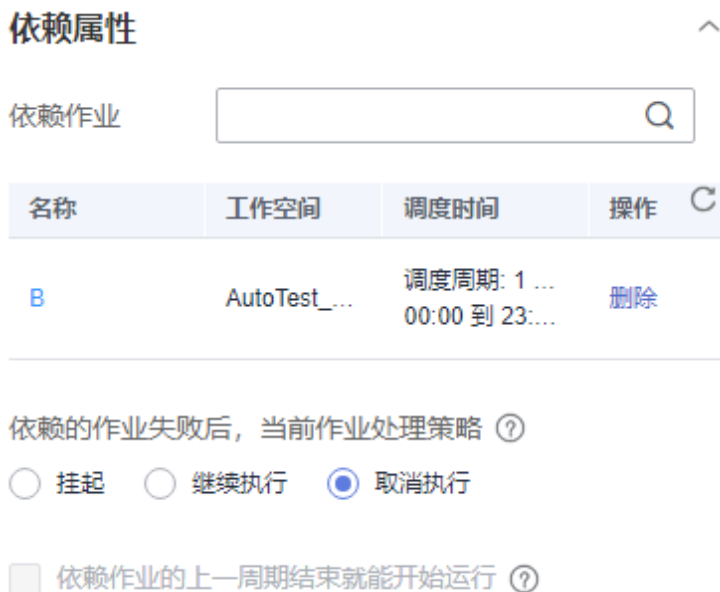 依赖属性
依赖作业
名称 工作空间 调度时间 操作
B AutoTest_... 调度周期: 1 ... 删除
00:00 到 23:...
依赖的作业失败后，当前作业处理策略
挂起 继续执行 取消执行
依赖作业的上一周期结束就能开始运行